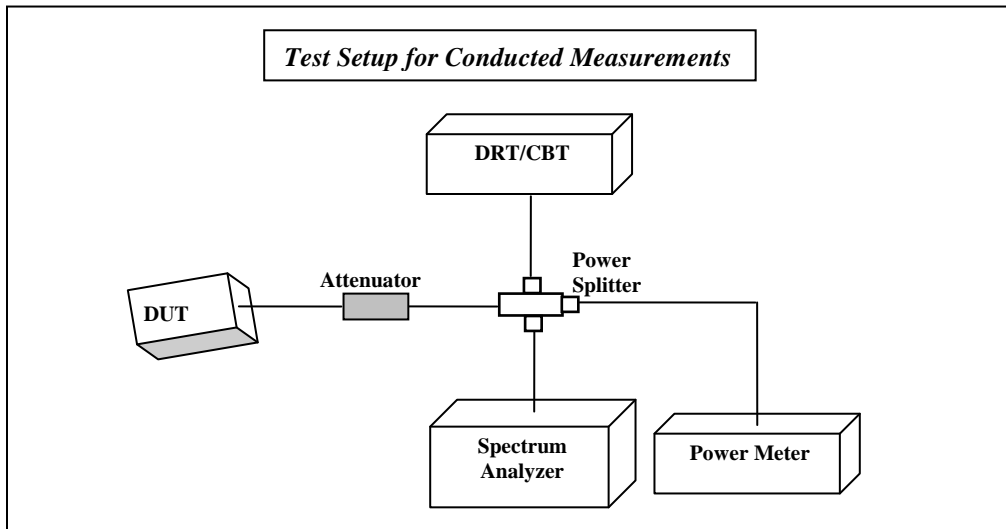 Test Setup for Conducted Measurements
DRT/CBT
Power
Splitter
Attenuator
DUT
Spectrum
Analyzer
Power Meter